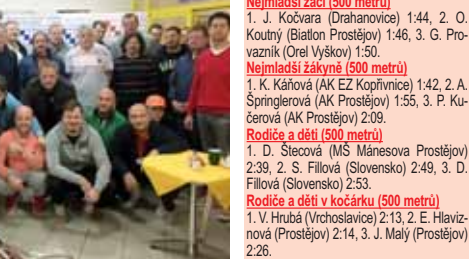 Nejmladší žáci (500 metrů)
1. J. Kočvara (Drahanovice) 1:44, 2. O.
Koutný (Biatlon Prostějov) 1:46, 3. G. Pro-
vazník (Orel Vyškov) 1:50.
Nejmladší žákyně (500 metrů)
1. K. Káňová (AK EZ Kopřivnice) 1:42, 2. A.
Špringlerová (AK Prostějov) 1:55, 3. P. Ku-
čerová (AK Prostějov) 2:09.
Rodiče a děti (500 metrů)
1. D. Štecová (MŠ Mánesova Prostějov)
2:39, 2. S. Fillová (Slovensko) 2:49, 3. D.
Fillová (Slovensko) 2:53.
Rodiče a děti v kočárku (500 metrů)
1. V. Hrubá (Vrchoslavice) 2:13, 2. E. Hlaviz-
nová (Prostějov) 2:14, 3. J. Malý (Prostějov)
2:26.